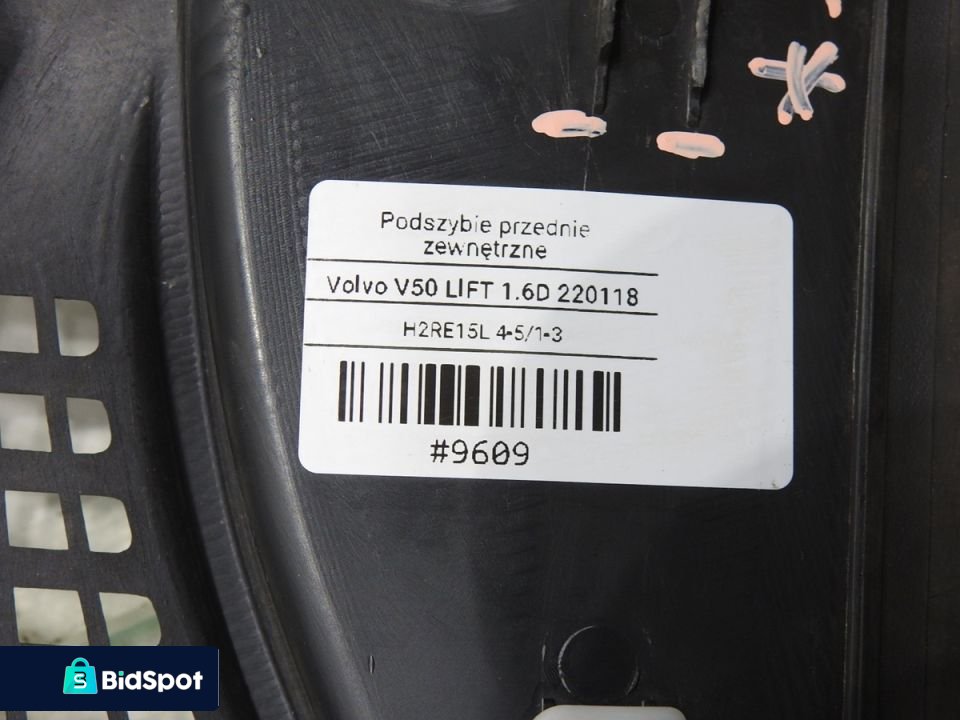 Podszybie przednie
zewnętrzne
Volvo V50 LIFT 1.6D 220118
H2RE15L 4-5/1-3
#9609
BidSpot